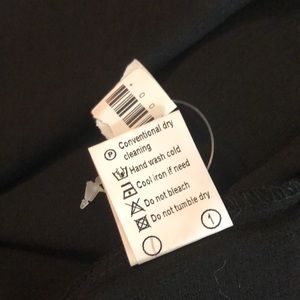 P Conventional dry
cleaning
Hand wash cold
Cool iron if need
Do not bleach
Do not tumble dry